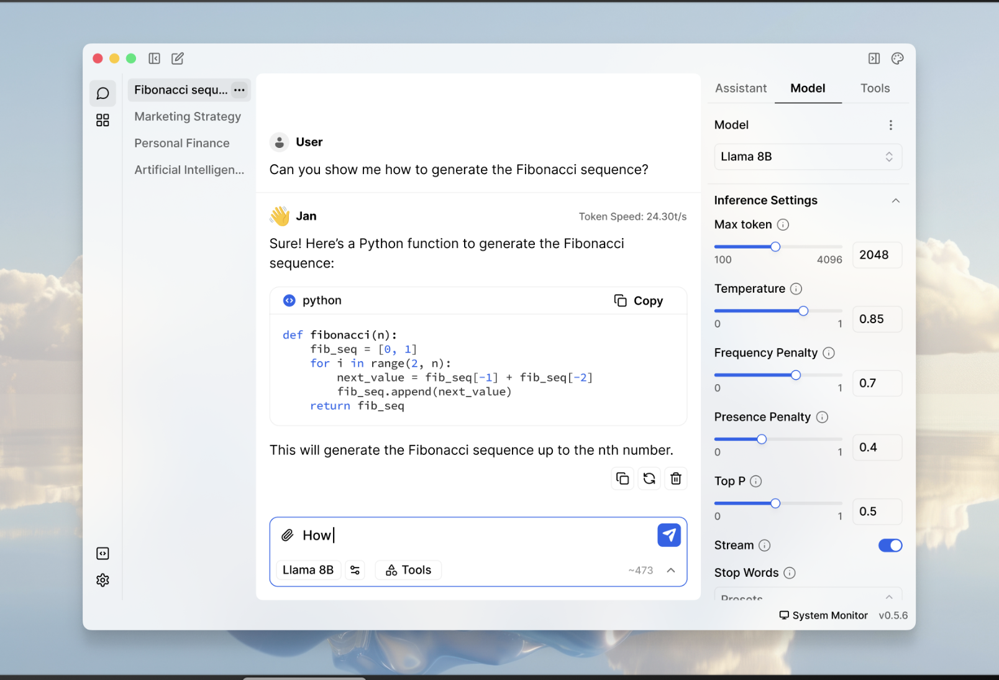 Fibonacci sequ...
Marketing Strategy
Personal Finance
Artificial Intelligen...
User
Can you show me how to generate the Fibonacci sequence?
Jan
Token Speed: 24.30t/s
Sure! Here’s a Python function to generate the Fibonacci
sequence:
python
Copy
def fibonacci(n):
    fib_seq = [0, 1]
    for i in range(2, n):
        next_value = fib_seq[-1] + fib_seq[-2]
        fib_seq.append(next_value)
    return fib_seq
This will generate the Fibonacci sequence up to the nth number.
How
Llama 8B
Tools
~473
Assistant
Model
Tools
Model
Llama 8B
Inference Settings
Max token
100
4096
2048
Temperature
0
1
0.85
Frequency Penalty
0
1
0.7
Presence Penalty
0
1
0.4
Top P
0
1
0.5
Stream
Stop Words
Presets
System Monitor
v0.5.6